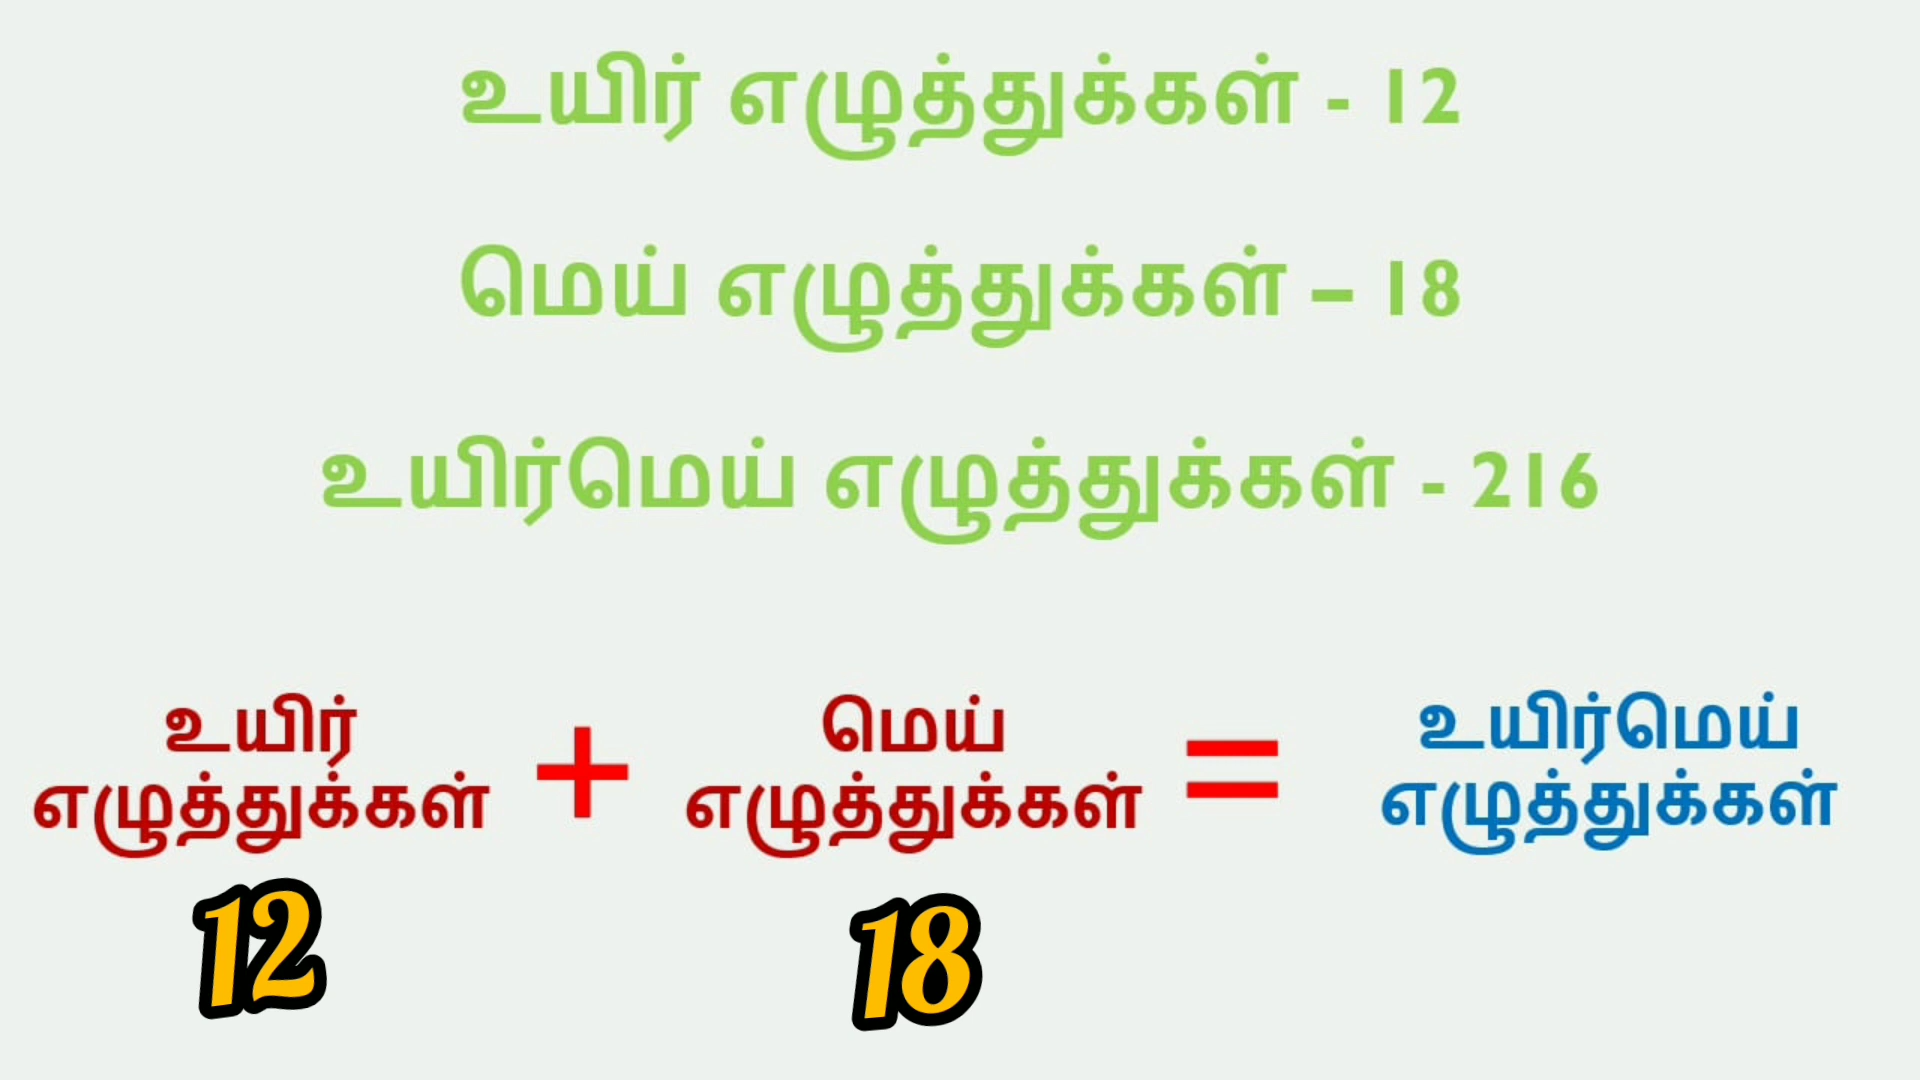 உயிர் எழுத்துக்கள் - 12
மெய் எழுத்துக்கள் – 18
உயிர்மெய் எழுத்துக்கள் - 216
உயிர்
எழுத்துக்கள்
12
+
மெய்
எழுத்துக்கள்
18
=
உயிர்மெய்
எழுத்துக்கள்